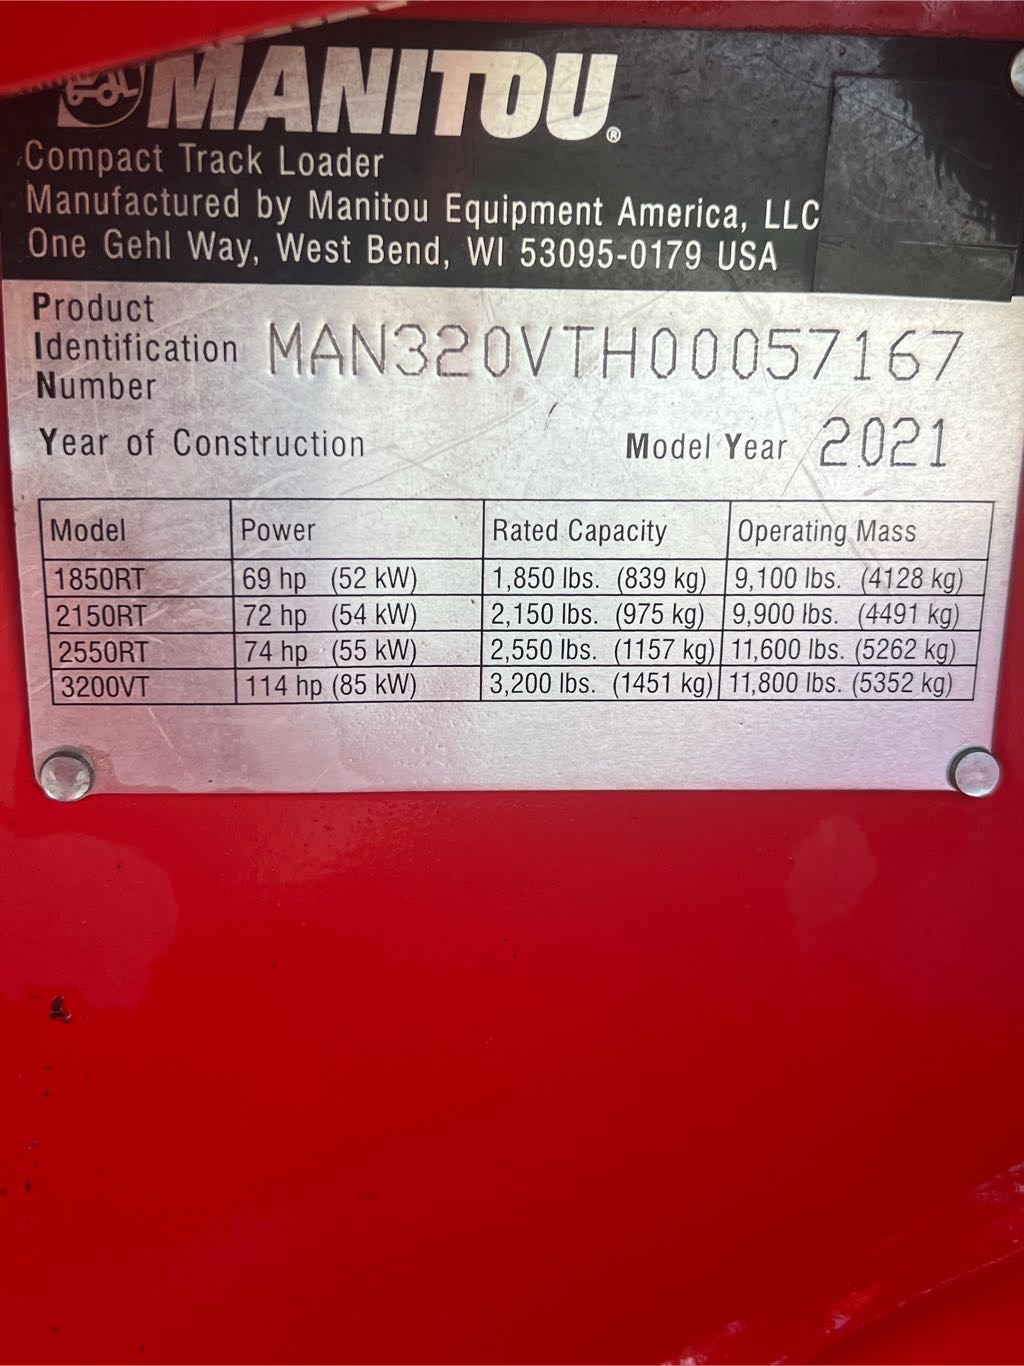 MANITOU®
Compact Track Loader
Manufactured by Manitou Equipment America, LLC
One Gehl Way, West Bend, WI 53095-0179 USA
Product
Identification
Number MAN320VTH00057167
Year of Construction Model Year 2021
Model Power Rated Capacity Operating Mass
1850RT 69 hp (52 kW) 1,850 lbs. (839 kg) 9,100 lbs. (4128 kg)
2150RT 72 hp (54 kW) 2,150 lbs. (975 kg) 9,900 lbs. (4491 kg)
2550RT 74 hp (55 kW) 2,550 lbs. (1157 kg) 11,600 lbs. (5262 kg)
3200VT 114 hp (85 kW) 3,200 lbs. (1451 kg) 11,800 lbs. (5352 kg)